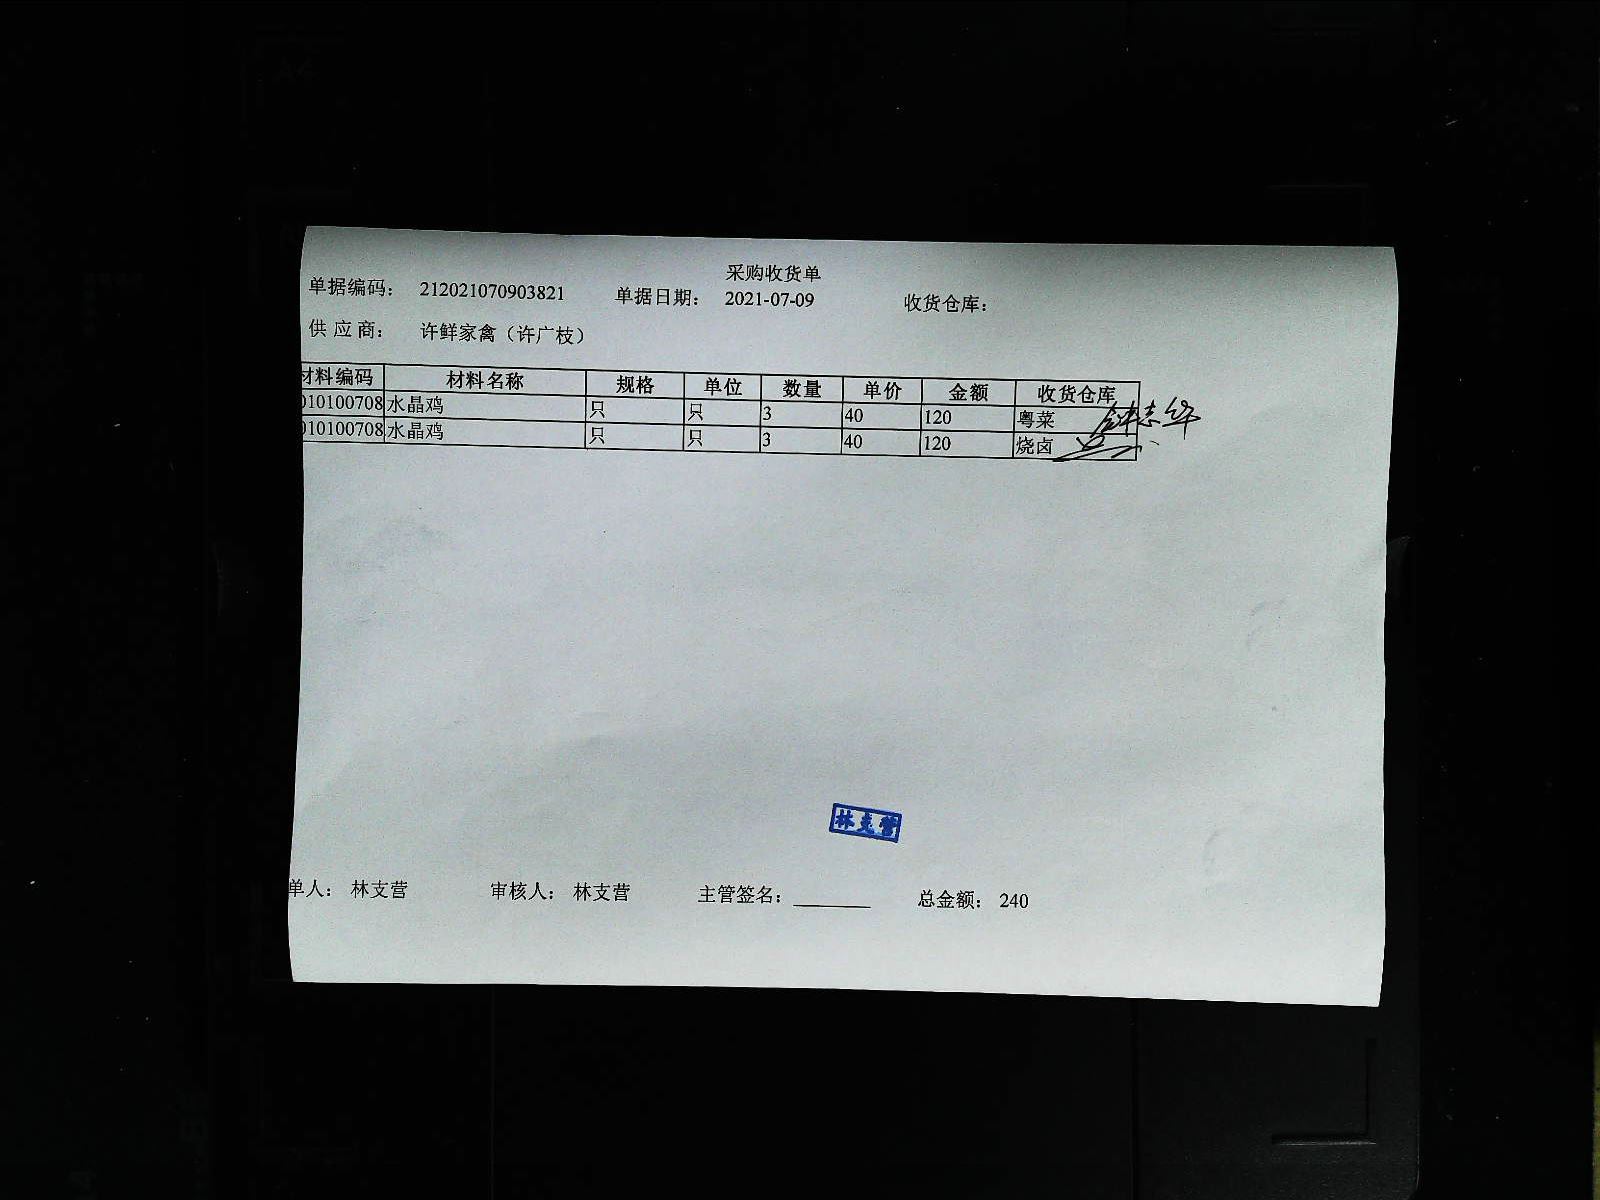 采购收货单
单据编码： 212021070903821 单据日期： 2021-07-09 收货仓库：
供 应 商： 许鲜家禽（许广枝）
材料编码 材料名称 规格 单位 数量 单价 金额 收货仓库
010100708 水晶鸡 只 只 3 40 120 粤菜 钟志华
010100708 水晶鸡 只 只 3 40 120 烧卤
林支营
单人： 林支营 审核人： 林支营 主管签名： 总金额： 240